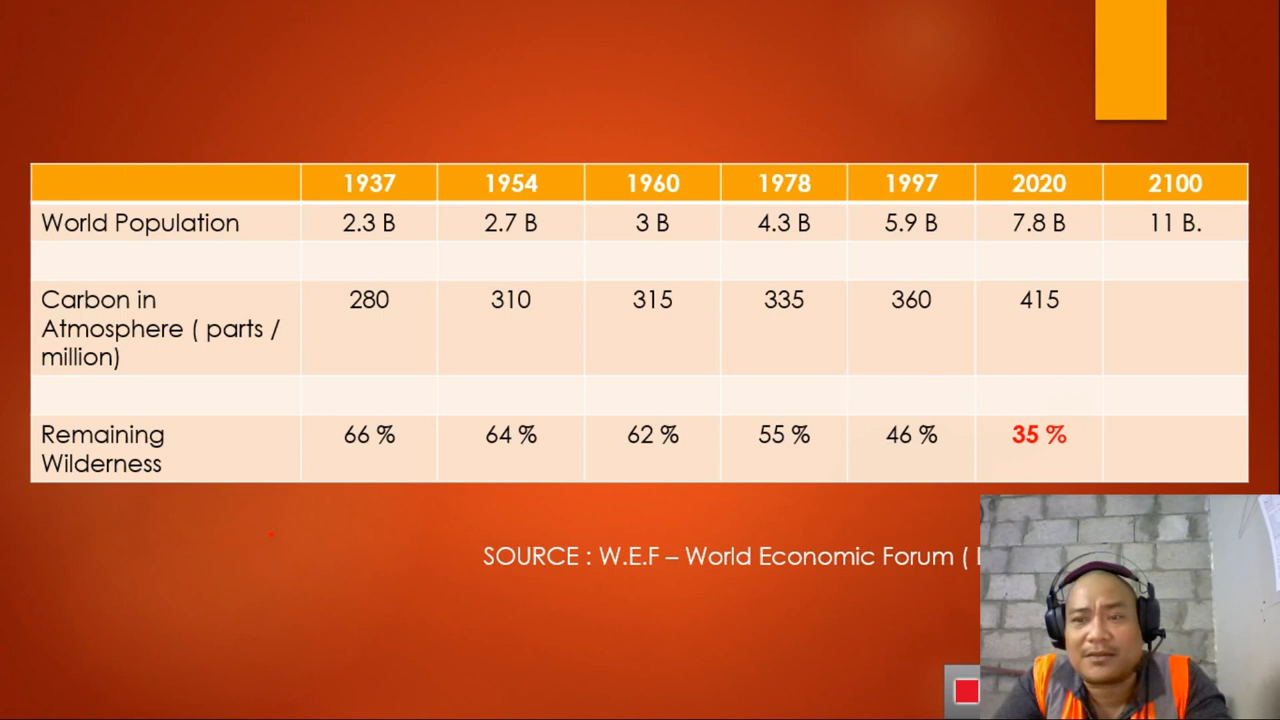 1937 1954 1960 1978 1997 2020 2100
World Population 2.3 B 2.7 B 3 B 4.3 B 5.9 B 7.8 B 11 B.
Carbon in 280 310 315 335 360 415
Atmosphere ( parts /
million)
Remaining 66 % 64 % 62 % 55 % 46 % 35 %
Wilderness
SOURCE : W.E.F – World Economic Forum (